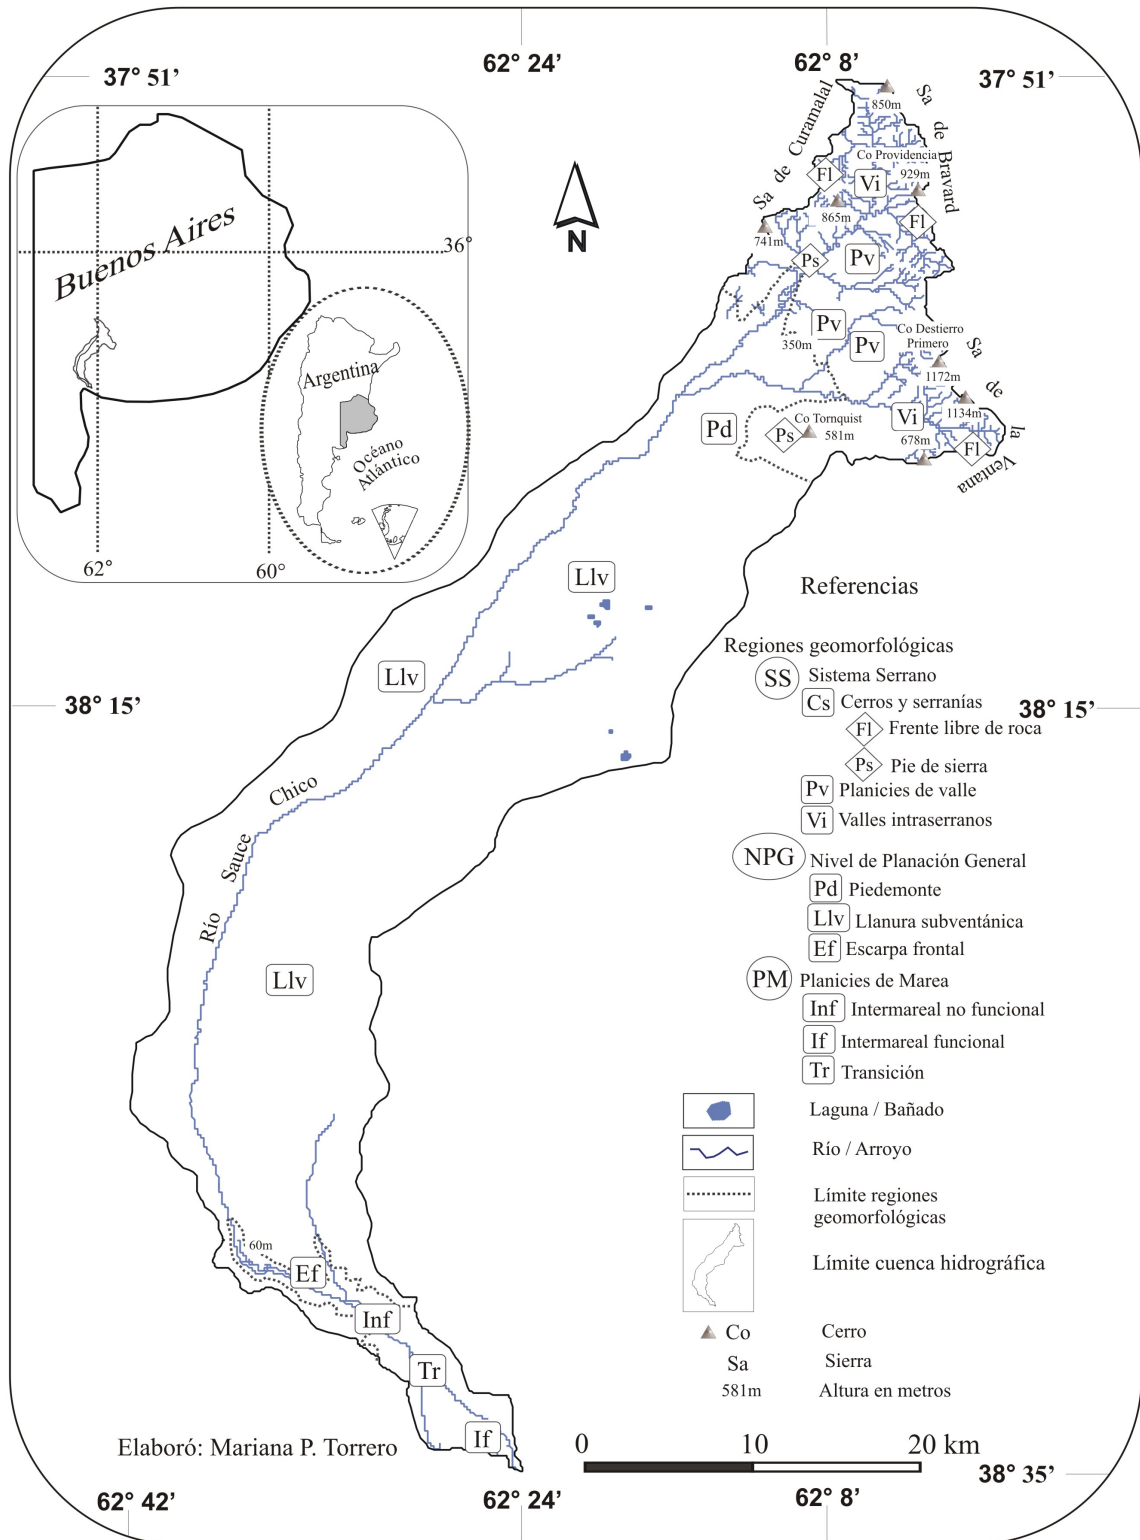 62° 24’
62° 8’
37° 51’
37° 51’
850m
Sa de Curamalal
Sa de Bravard
Co Providencia
929m
Fl
Vi
865m
Fl
741m
Ps
Pv
Buenos Aires
36°
N
Pv
350m
Pv
Co Destierro
Primero
1172m
Sa de la Ventana
1134m
Vi
Pd
Co Tornquist
Ps
581m
678m
Fl
Argentina
Océano
Atlántico
62°
60°
Llv
Llv
Referencias
Regiones geomorfológicas
SS Sistema Serrano
Cs Cerros y serranías
38° 15’
38° 15’
Fl Frente libre de roca
Ps Pie de sierra
Pv Planicies de valle
Vi Valles intraserranos
NPG Nivel de Planación General
Pd Piedemonte
Llv Llanura subventánica
Ef Escarpa frontal
PM Planicies de Marea
Inf Intermareal no funcional
If Intermareal funcional
Tr Transición
Río Sauce Chico
Llv
Laguna / Bañado
Río / Arroyo
Límite regiones
geomorfológicas
Límite cuenca hidrográfica
Co Cerro
Sa Sierra
581m Altura en metros
60m
Ef
Inf
Tr
If
Elaboró: Mariana P. Torrero
0 10 20 km
38° 35’
62° 42’
62° 24’
62° 8’